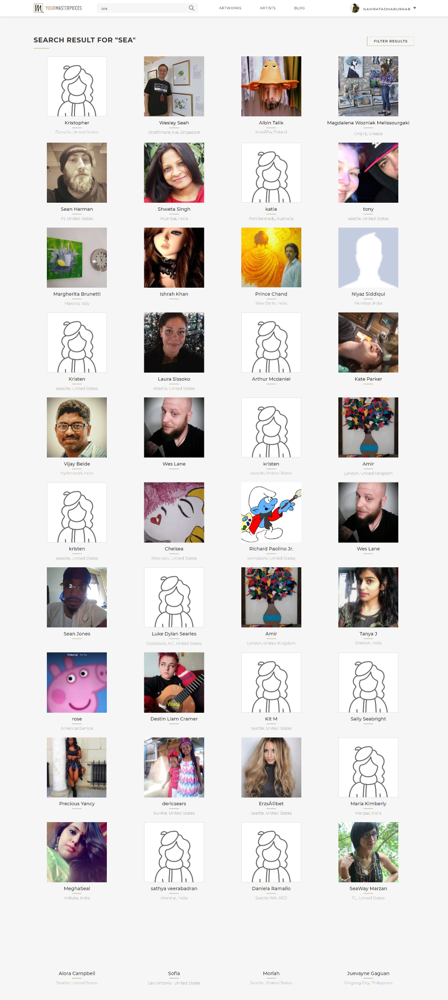 m YOURMASTERPIECES
sea
ARTWORKS
ARTISTS
BLOG
NAMRATADHARURKAR
SEARCH RESULT FOR "SEA"
FILTER RESULTS
Kristopher
Danville, United States
Wesley Seah
Strathmore Ave, Singapore
Albin Talik
KrakÃ³w, Poland
Magdalena Wozniak Melissourgaki
CRETE, Greece
Sean Harman
IN, United States
Shweta Singh
Mumbai, India
katie
Port kennedy, Australia
tony
seattle, United States
Margherita Brunetti
Marotta, Italy
Ishrah Khan
Prince Chand
New Delhi, India
Niyaz Siddiqui
Mumbai, India
Kristen
seaside, United States
Laura Sissoko
Atlanta, United States
Arthur Mcdaniel
Kate Parker
Vijay Belde
Hyderabad, India
Wes Lane
kristen
seaside, United States
Amir
London, United Kingdom
kristen
seaside, United States
Chelsea
little rock, United States
Richard Paolino Jr.
winnsboro, United States
Wes Lane
Sean Jones
Luke Dylan Searles
Goldsboro, NC, United States
Amir
London, United Kingdom
Tanya J
Sherkot, India
Following For You
rose
AmericanSamoa
Wack
Destin Liam Cramer
Kit M
Seattle, United States
Sally Seabright
Precious Yancy
dericsears
bunkie, United States
ErzsÃ©bet
Seattle, United States
Maria Kimberly
Margao, India
MeghaSeal
Kolkata, India
sathya veerabadran
chennai, India
Daniela Ramallo
Seattle WA, USD
SeaWay Marzan
FL, United States
Alora Campbell
Seattle, United States
Sofia
San Antonio , United States
Moriah
Seattle , United States
Juevayne Gaguan
Gingoog City, Philippines